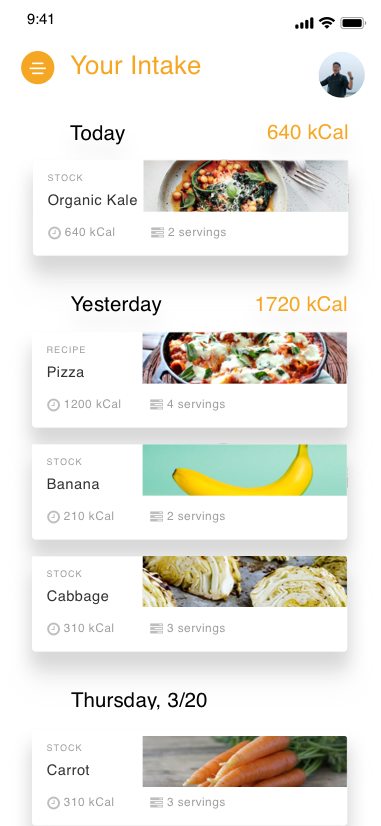 9:41
Your Intake
Today 640 kCal
STOCK
Organic Kale
640 kCal 2 servings
Yesterday 1720 kCal
RECIPE
Pizza
1200 kCal 4 servings
STOCK
Banana
210 kCal 2 servings
STOCK
Cabbage
310 kCal 3 servings
Thursday, 3/20
STOCK
Carrot
310 kCal 3 servings